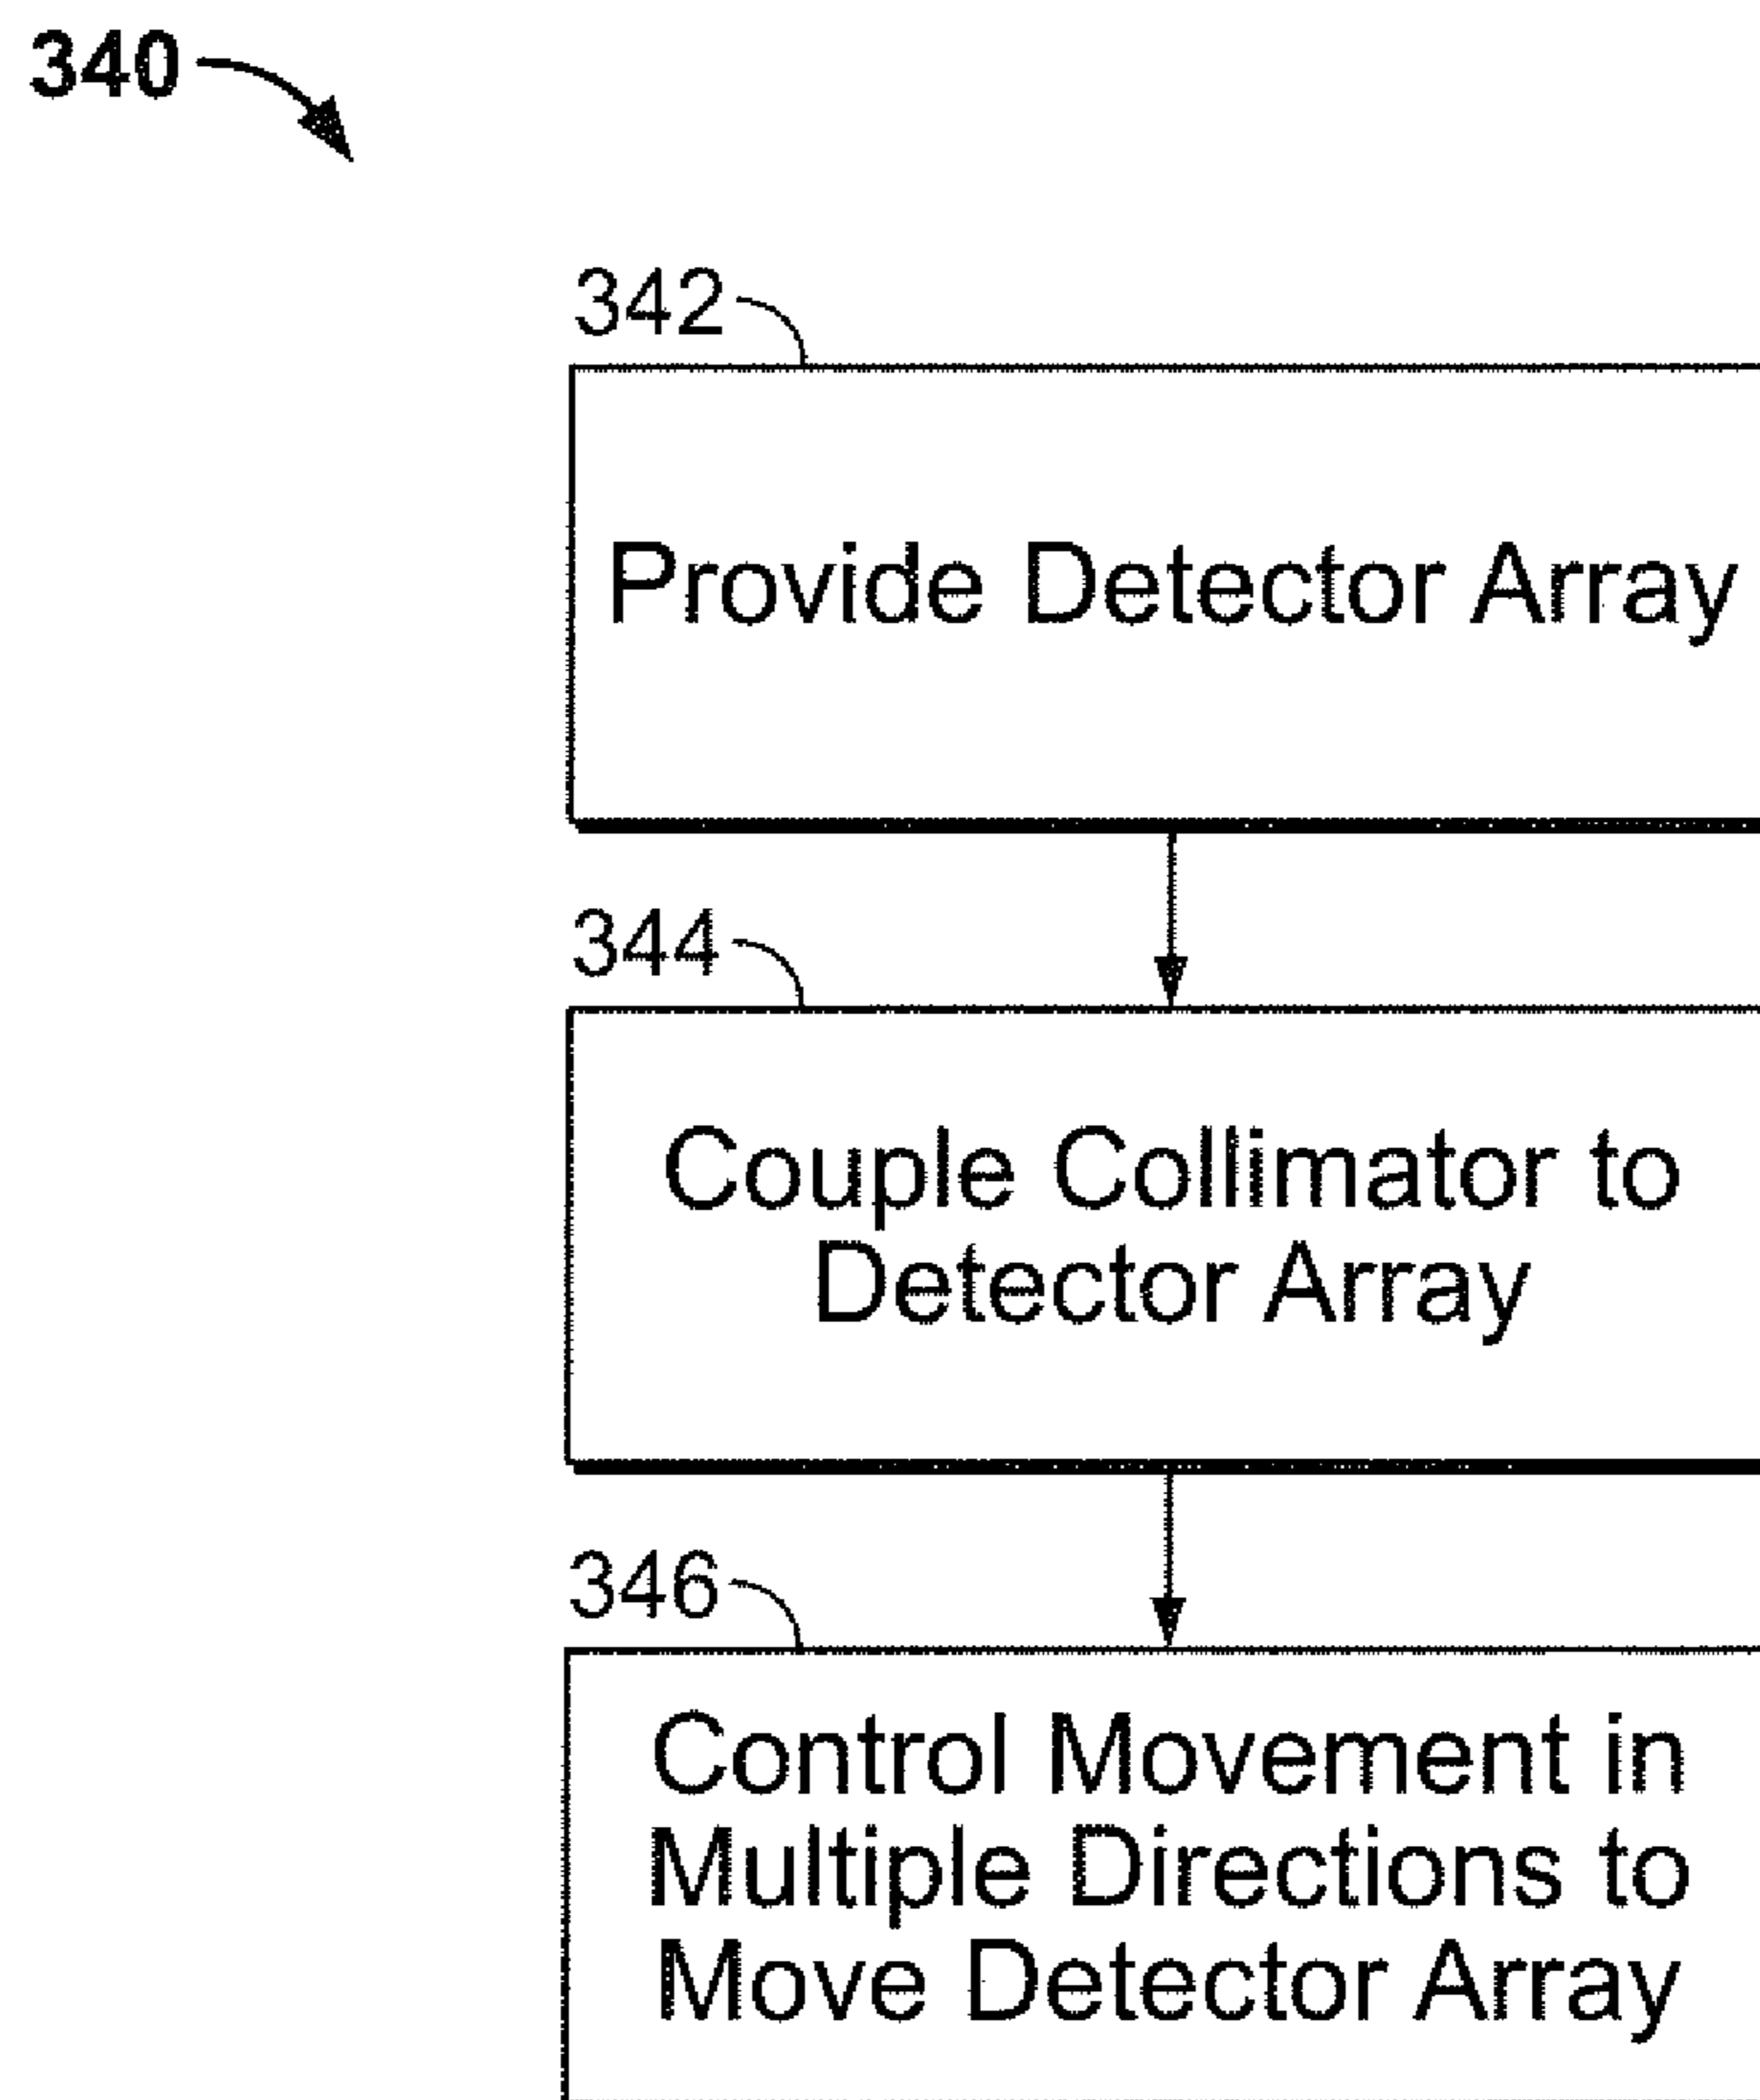 340
342
Provide Detector Array
344
Couple Collimator to
Detector Array
346
Control Movement in
Multiple Directions to
Move Detector Array